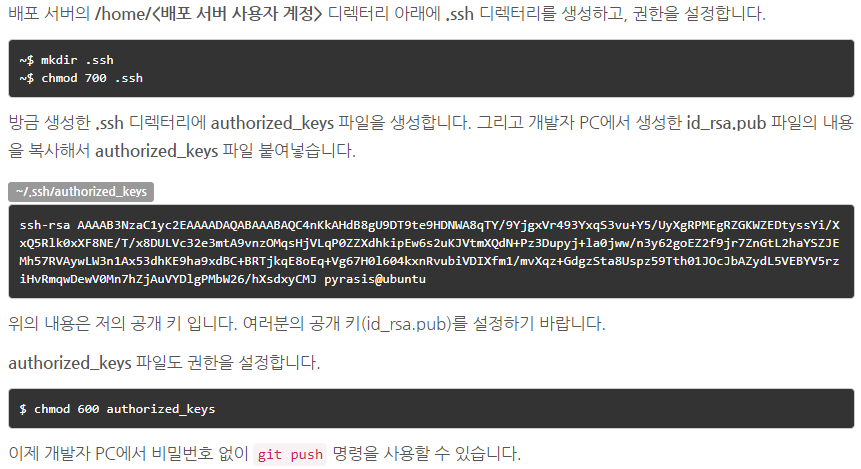 배포 서버의 /home/<배포 서버 사용자 계정> 디렉터리 아래에 .ssh 디렉터리를 생성하고, 권한을 설정합니다.
~$ mkdir .ssh
~$ chmod 700 .ssh
방금 생성한 .ssh 디렉터리에 authorized_keys 파일을 생성합니다. 그리고 개발자 PC에서 생성한 id_rsa.pub 파일의 내용
을 복사해서 authorized_keys 파일 붙여넣습니다.
~/.ssh/authorized_keys
ssh-rsa AAAAB3NzaC1yc2EAAAADAQABAAABAQC4nKkAHdB8gU9DT9te9HDNWA8qTY/9YjgxVr493YxqS3vu+Y5/UyXgRPMEgRZGKWZEDtyssYi/X
xQ5Rlk0xXF8NE/T/x8DULVc32e3mtA9vnzOMqsHjVLqP0ZZXdhkipEw6s2uKJVtmXQdN+Pz3Dupyj+la0jww/n3y62goEZ2f9jr7ZnGtL2haYSZJE
Mh57RVAywLW3n1Ax53dhKE9ha9xdBC+BRTjkqE8oEq+Vg67H0l604kxnRvubiVDIXfm1/mvXqz+GdgzSta8Uspz59Tth01JOcJbAZydL5VEBYV5rz
iHvRmqwDewV0Mn7hZjAuVYDlgPMbW26/hXsdxyCMJ pyrasis@ubuntu
위의 내용은 저의 공개 키 입니다. 여러분의 공개 키(id_rsa.pub)를 설정하기 바랍니다.
authorized_keys 파일도 권한을 설정합니다.
$ chmod 600 authorized_keys
이제 개발자 PC에서 비밀번호 없이 git push 명령을 사용할 수 있습니다.